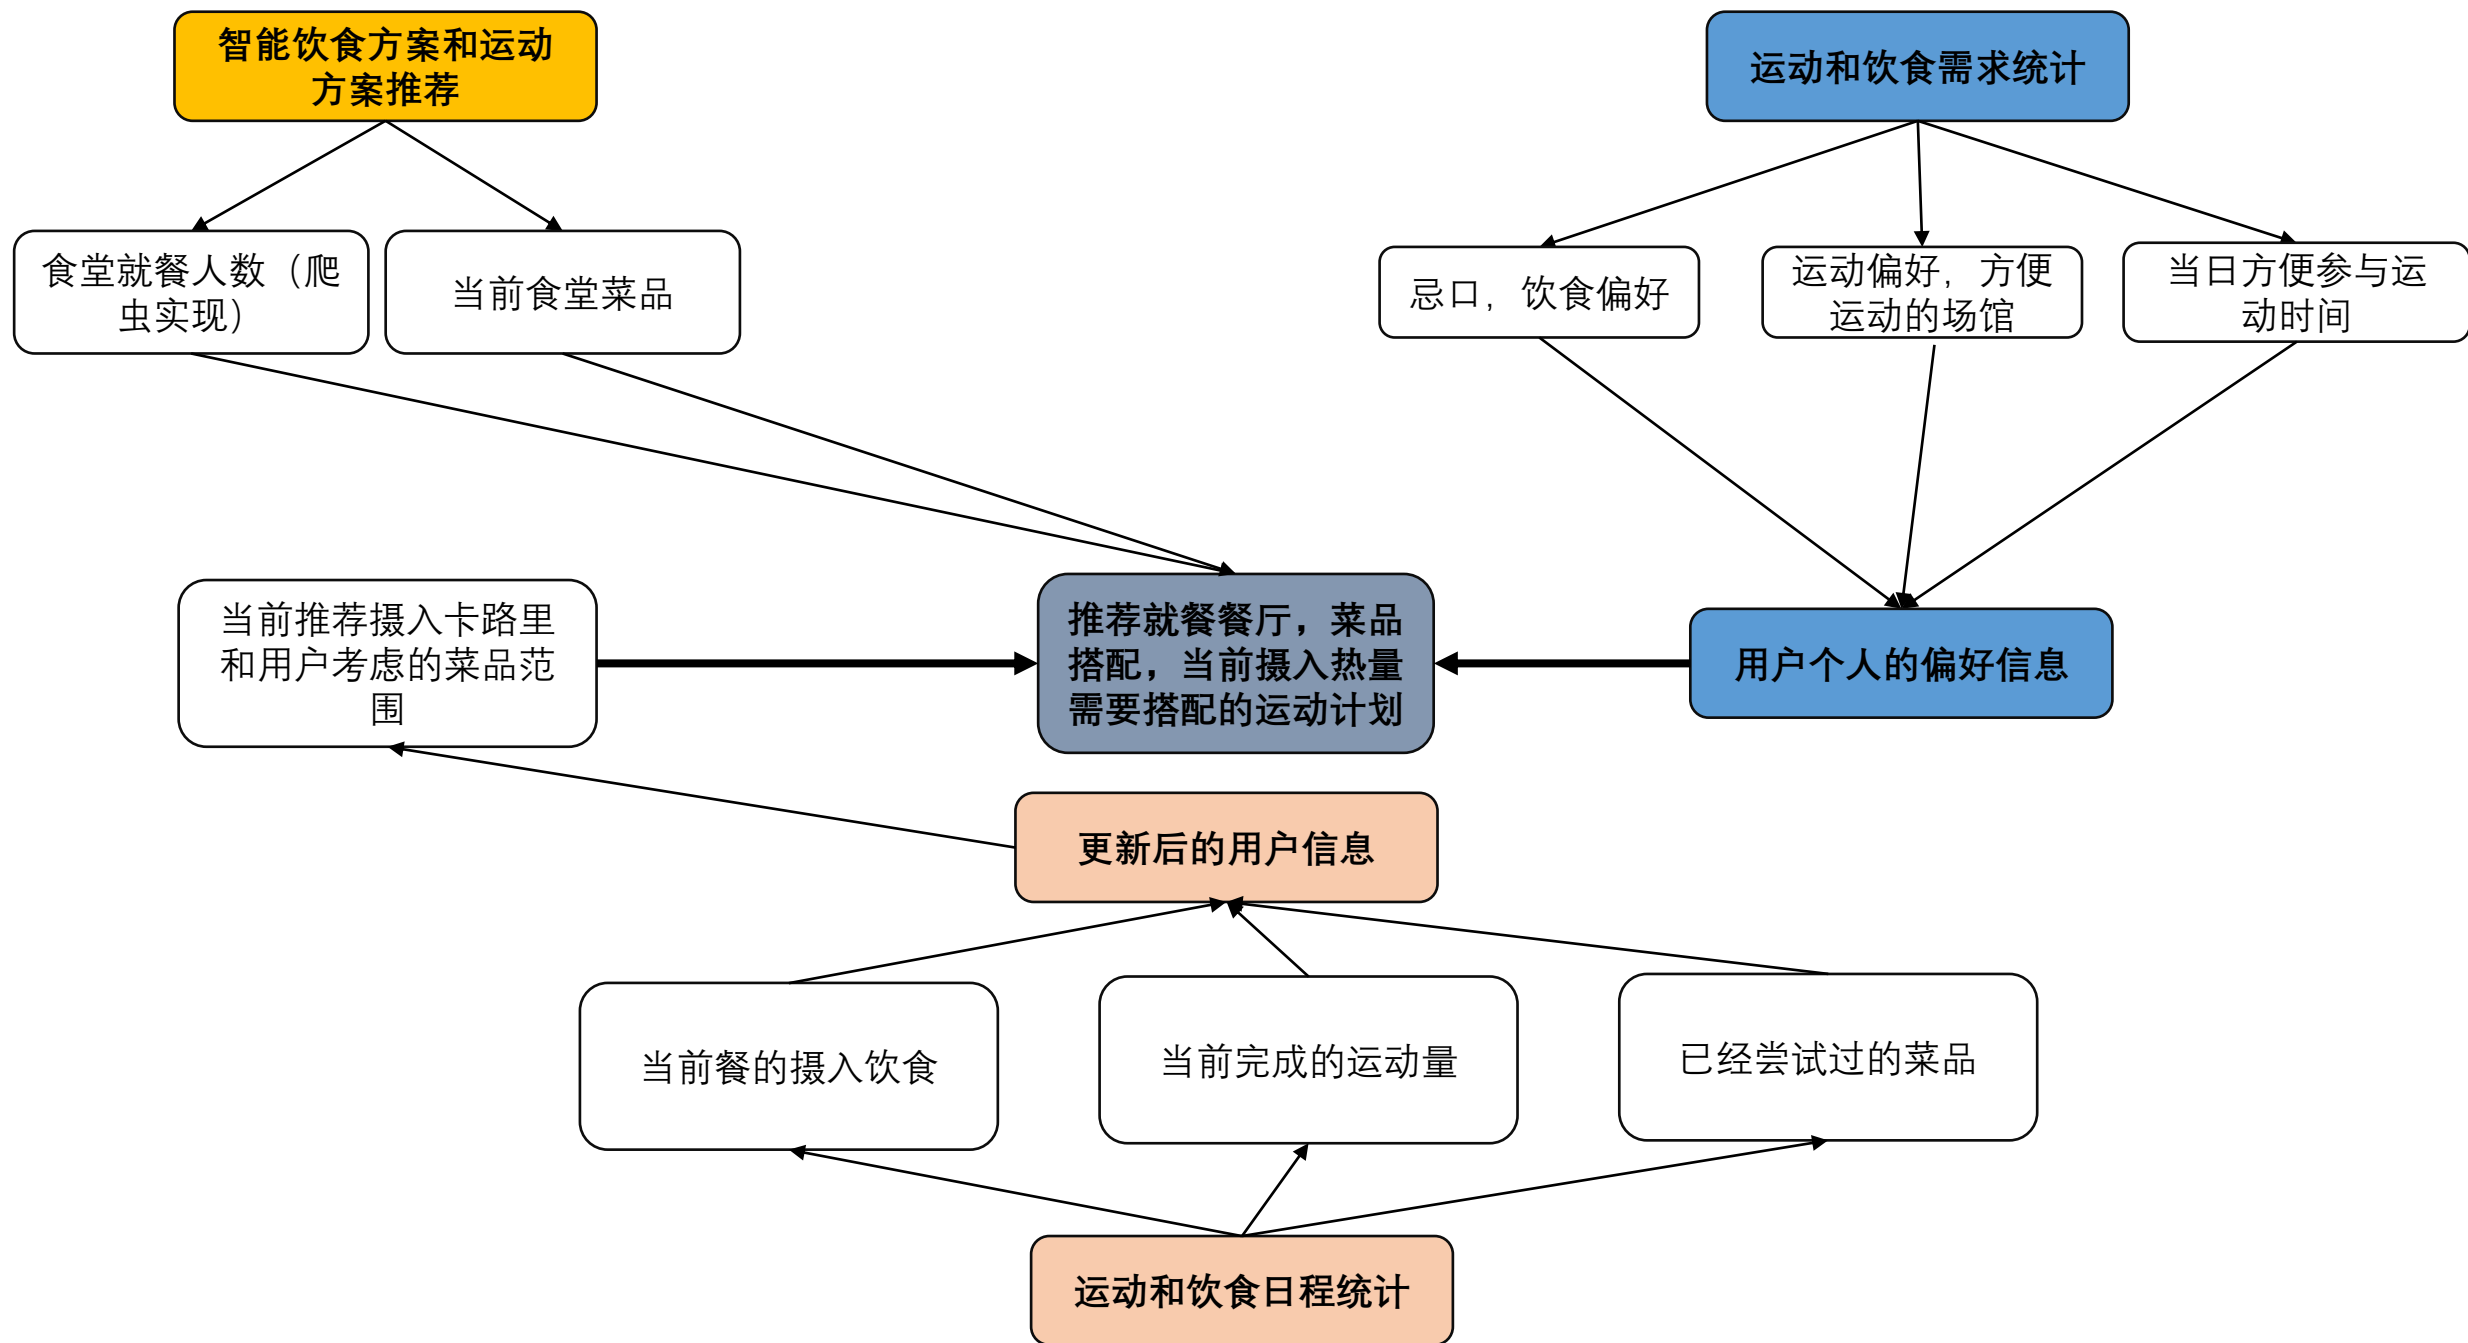 智能饮食方案和运动
方案推荐
运动和饮食需求统计
食堂就餐人数（爬
虫实现）
当前食堂菜品
忌口，饮食偏好
运动偏好，方便
运动的场馆
当日方便参与运
动时间
当前推荐摄入卡路里
和用户考虑的菜品范
围
推荐就餐餐厅，菜品
搭配，当前摄入热量
需要搭配的运动计划
用户个人的偏好信息
更新后的用户信息
当前餐的摄入饮食
当前完成的运动量
已经尝试过的菜品
运动和饮食日程统计